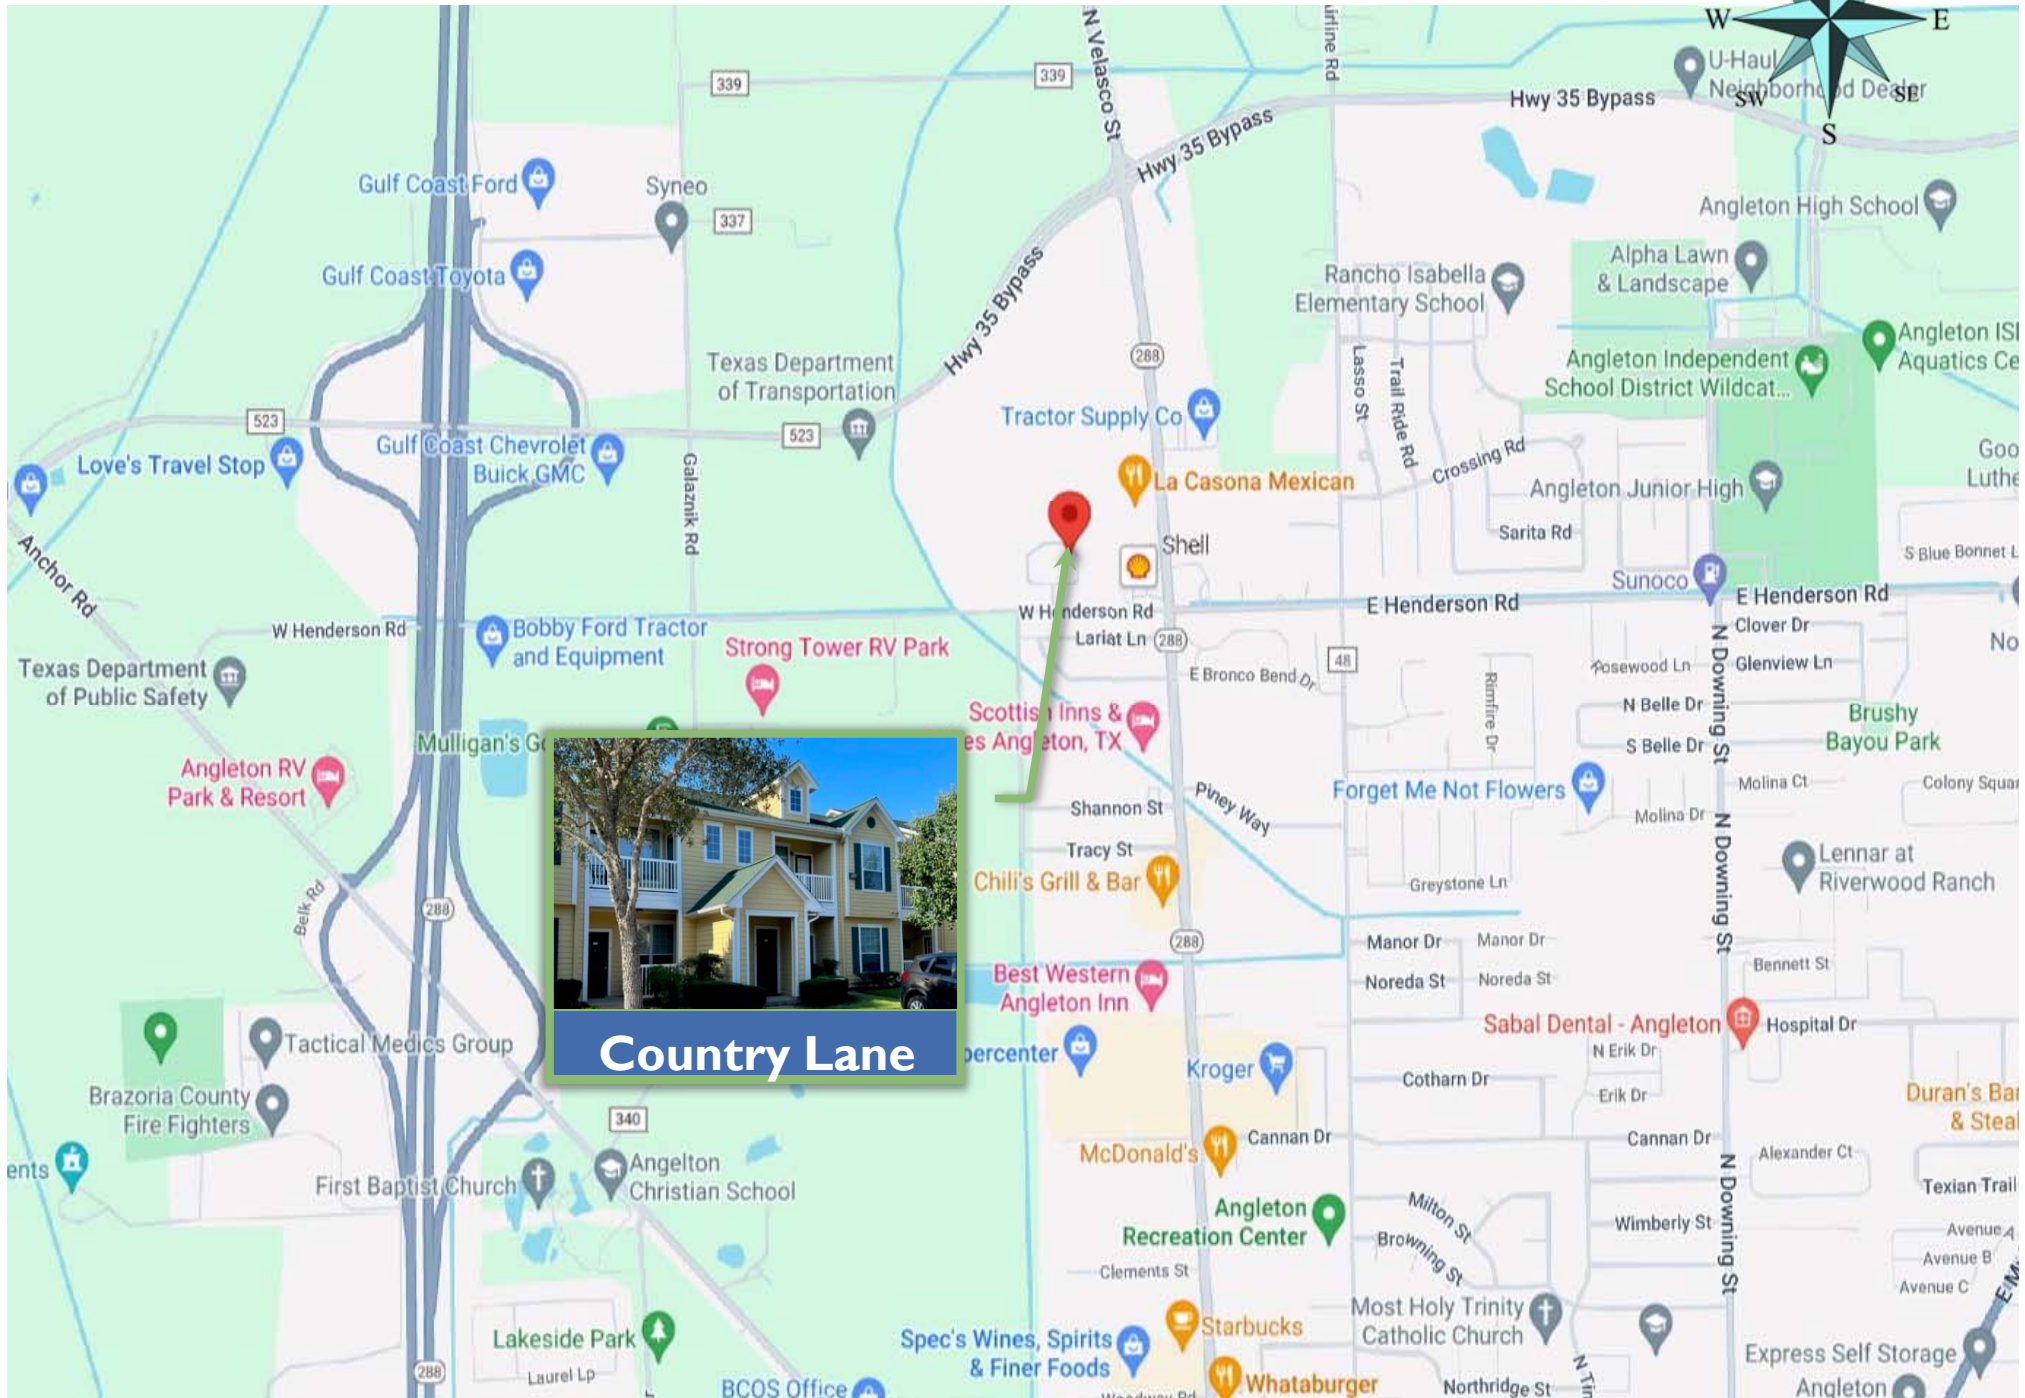 W
E
SW
SE
S
U-Haul
Neighborhood Dealer
N Velasco St
Airline Rd
339
339
Hwy 35 Bypass
Hwy 35 Bypass
Hwy 35 Bypass
Gulf Coast Ford
Syneo
337
Angleton High School
Gulf Coast Toyota
Alpha Lawn
& Landscape
Rancho Isabella
Elementary School
Angleton
Aquatics
Texas Department
of Transportation
288
Lasso St
Trail Ride Rd
Angleton Independent
School District Wildcat...
523
523
Tractor Supply Co
Gulf Coast Chevrolet
Buick GMC
Love's Travel Stop
Galaznik Rd
La Casona Mexican
Crossing Rd
Angleton Junior High
Sarita Rd
Shell
S Blue Bonnet L
Anchor Rd
Sunoco
W Henderson Rd
W Henderson Rd
E Henderson Rd
E Henderson Rd
Bobby Ford Tractor
and Equipment
Strong Tower RV Park
Lariat Ln
288
Clover Dr
Glenview Ln
Rosewood Ln
48
E Bronco Bend Dr
Rimfire Dr
N Downing St
Texas Department
of Public Safety
Scottish Inns &
es Angleton, TX
N Belle Dr
S Belle Dr
Brushy
Bayou Park
Mulligan's Go
Angleton RV
Park & Resort
Shannon St
Piney Way
Forget Me Not Flowers
Molina Ct
Colony Squar
Molina Dr
N Downing St
Tracy St
Chili's Grill & Bar
Greystone Ln
Lennar at
Riverwood Ranch
Belk Rd
288
288
Manor Dr
Manor Dr
Noreda St
Noreda St
Bennett St
Best Western
Angleton Inn
Sabal Dental - Angleton
Hospital Dr
Tactical Medics Group
Country Lane
percenter
Kroger
N Erik Dr
Cotharn Dr
Erik Dr
Brazoria County
Fire Fighters
340
Duran's Bar
& Steak
McDonald's
Cannan Dr
Cannan Dr
Alexander Ct
N Downing St
ents
First Baptist Church
Angelton
Christian School
Texian Trail
Angleton
Recreation Center
Milton St
Browning St
Wimberly St
Avenue A
Avenue B
Avenue C
Clements St
Lakeside Park
Laurel Lp
Spec's Wines, Spirits
& Finer Foods
Starbucks
Most Holy Trinity
Catholic Church
Express Self Storage
Angleton
288
BCOS Office
Whataburger
Northridge St